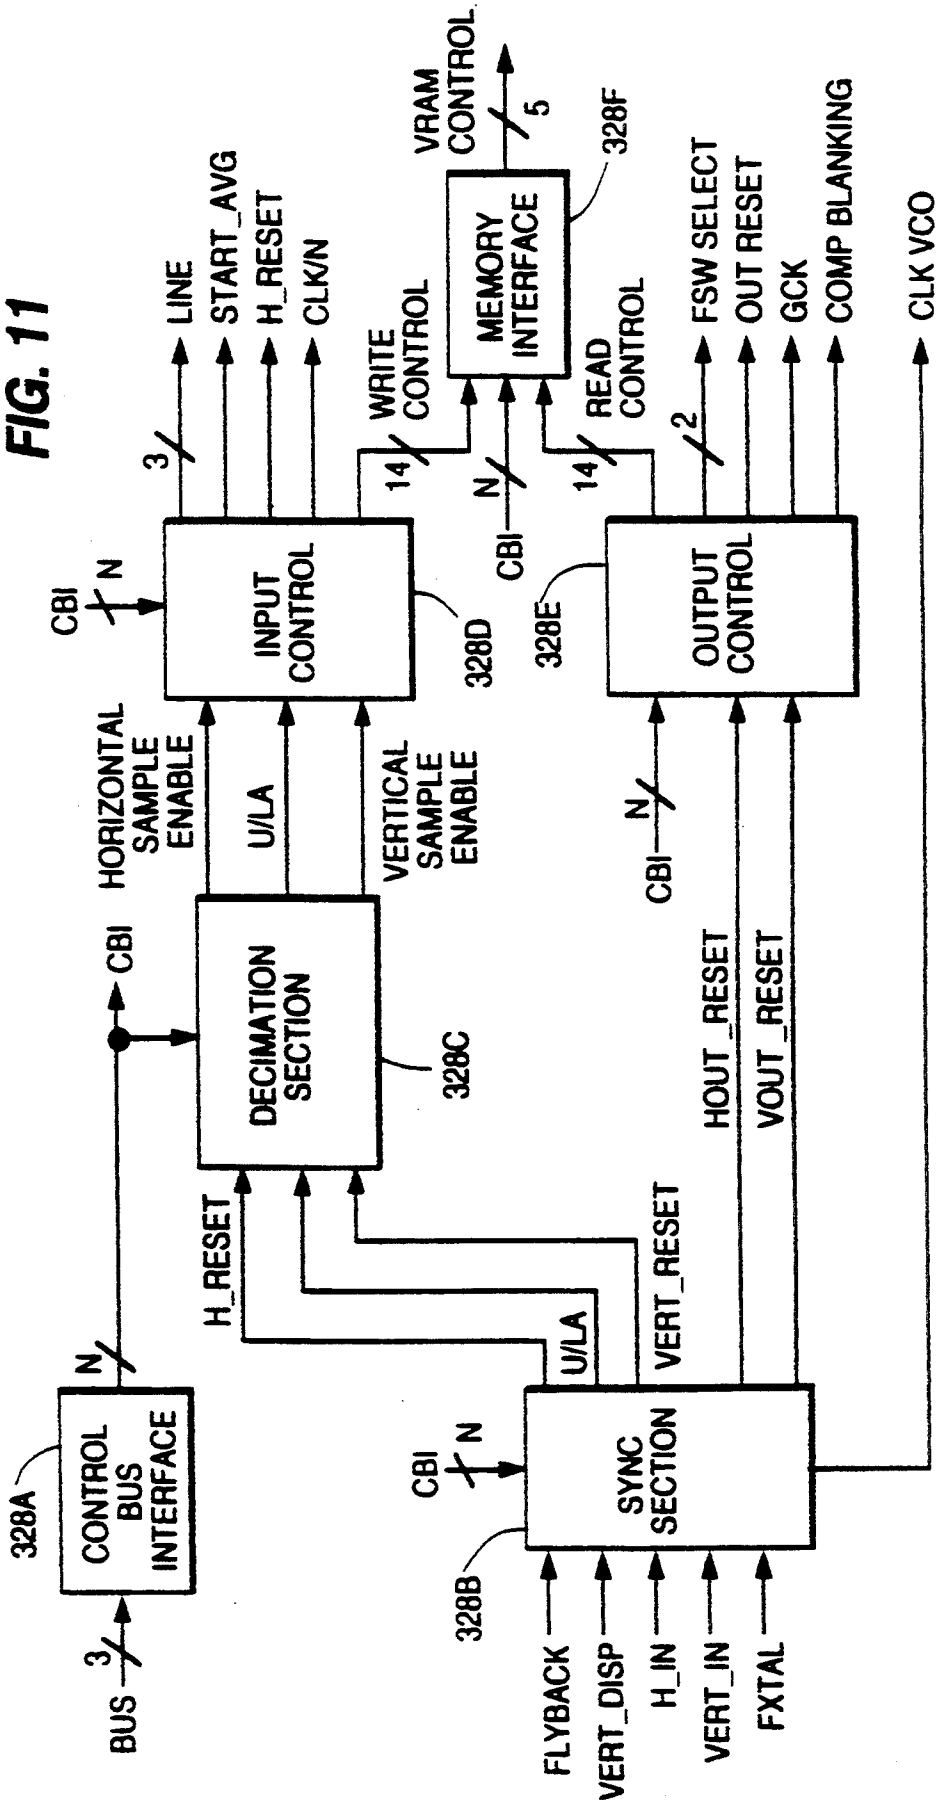 FIG. 11
BUS
3
328A
CONTROL
BUS
INTERFACE
N
CBI
H_RESET
U/LA
VERT_RESET
DECIMATION
SECTION
328C
HORIZONTAL
SAMPLE
ENABLE
U/LA
VERTICAL
SAMPLE
ENABLE
CBI
N
INPUT
CONTROL
328D
3
LINE
START_AVG
H_RESET
CLK/N
14
WRITE
CONTROL
N
CBI
14
READ
CONTROL
MEMORY
INTERFACE
328F
VRAM
CONTROL
5
FLYBACK
VERT_DISP
H_IN
VERT_IN
FXTAL
328B
CBI
N
SYNC
SECTION
HOUT_RESET
VOUT_RESET
CBI
N
328E
OUTPUT
CONTROL
2
FSW SELECT
OUT RESET
GCK
COMP BLANKING
CLK VCO